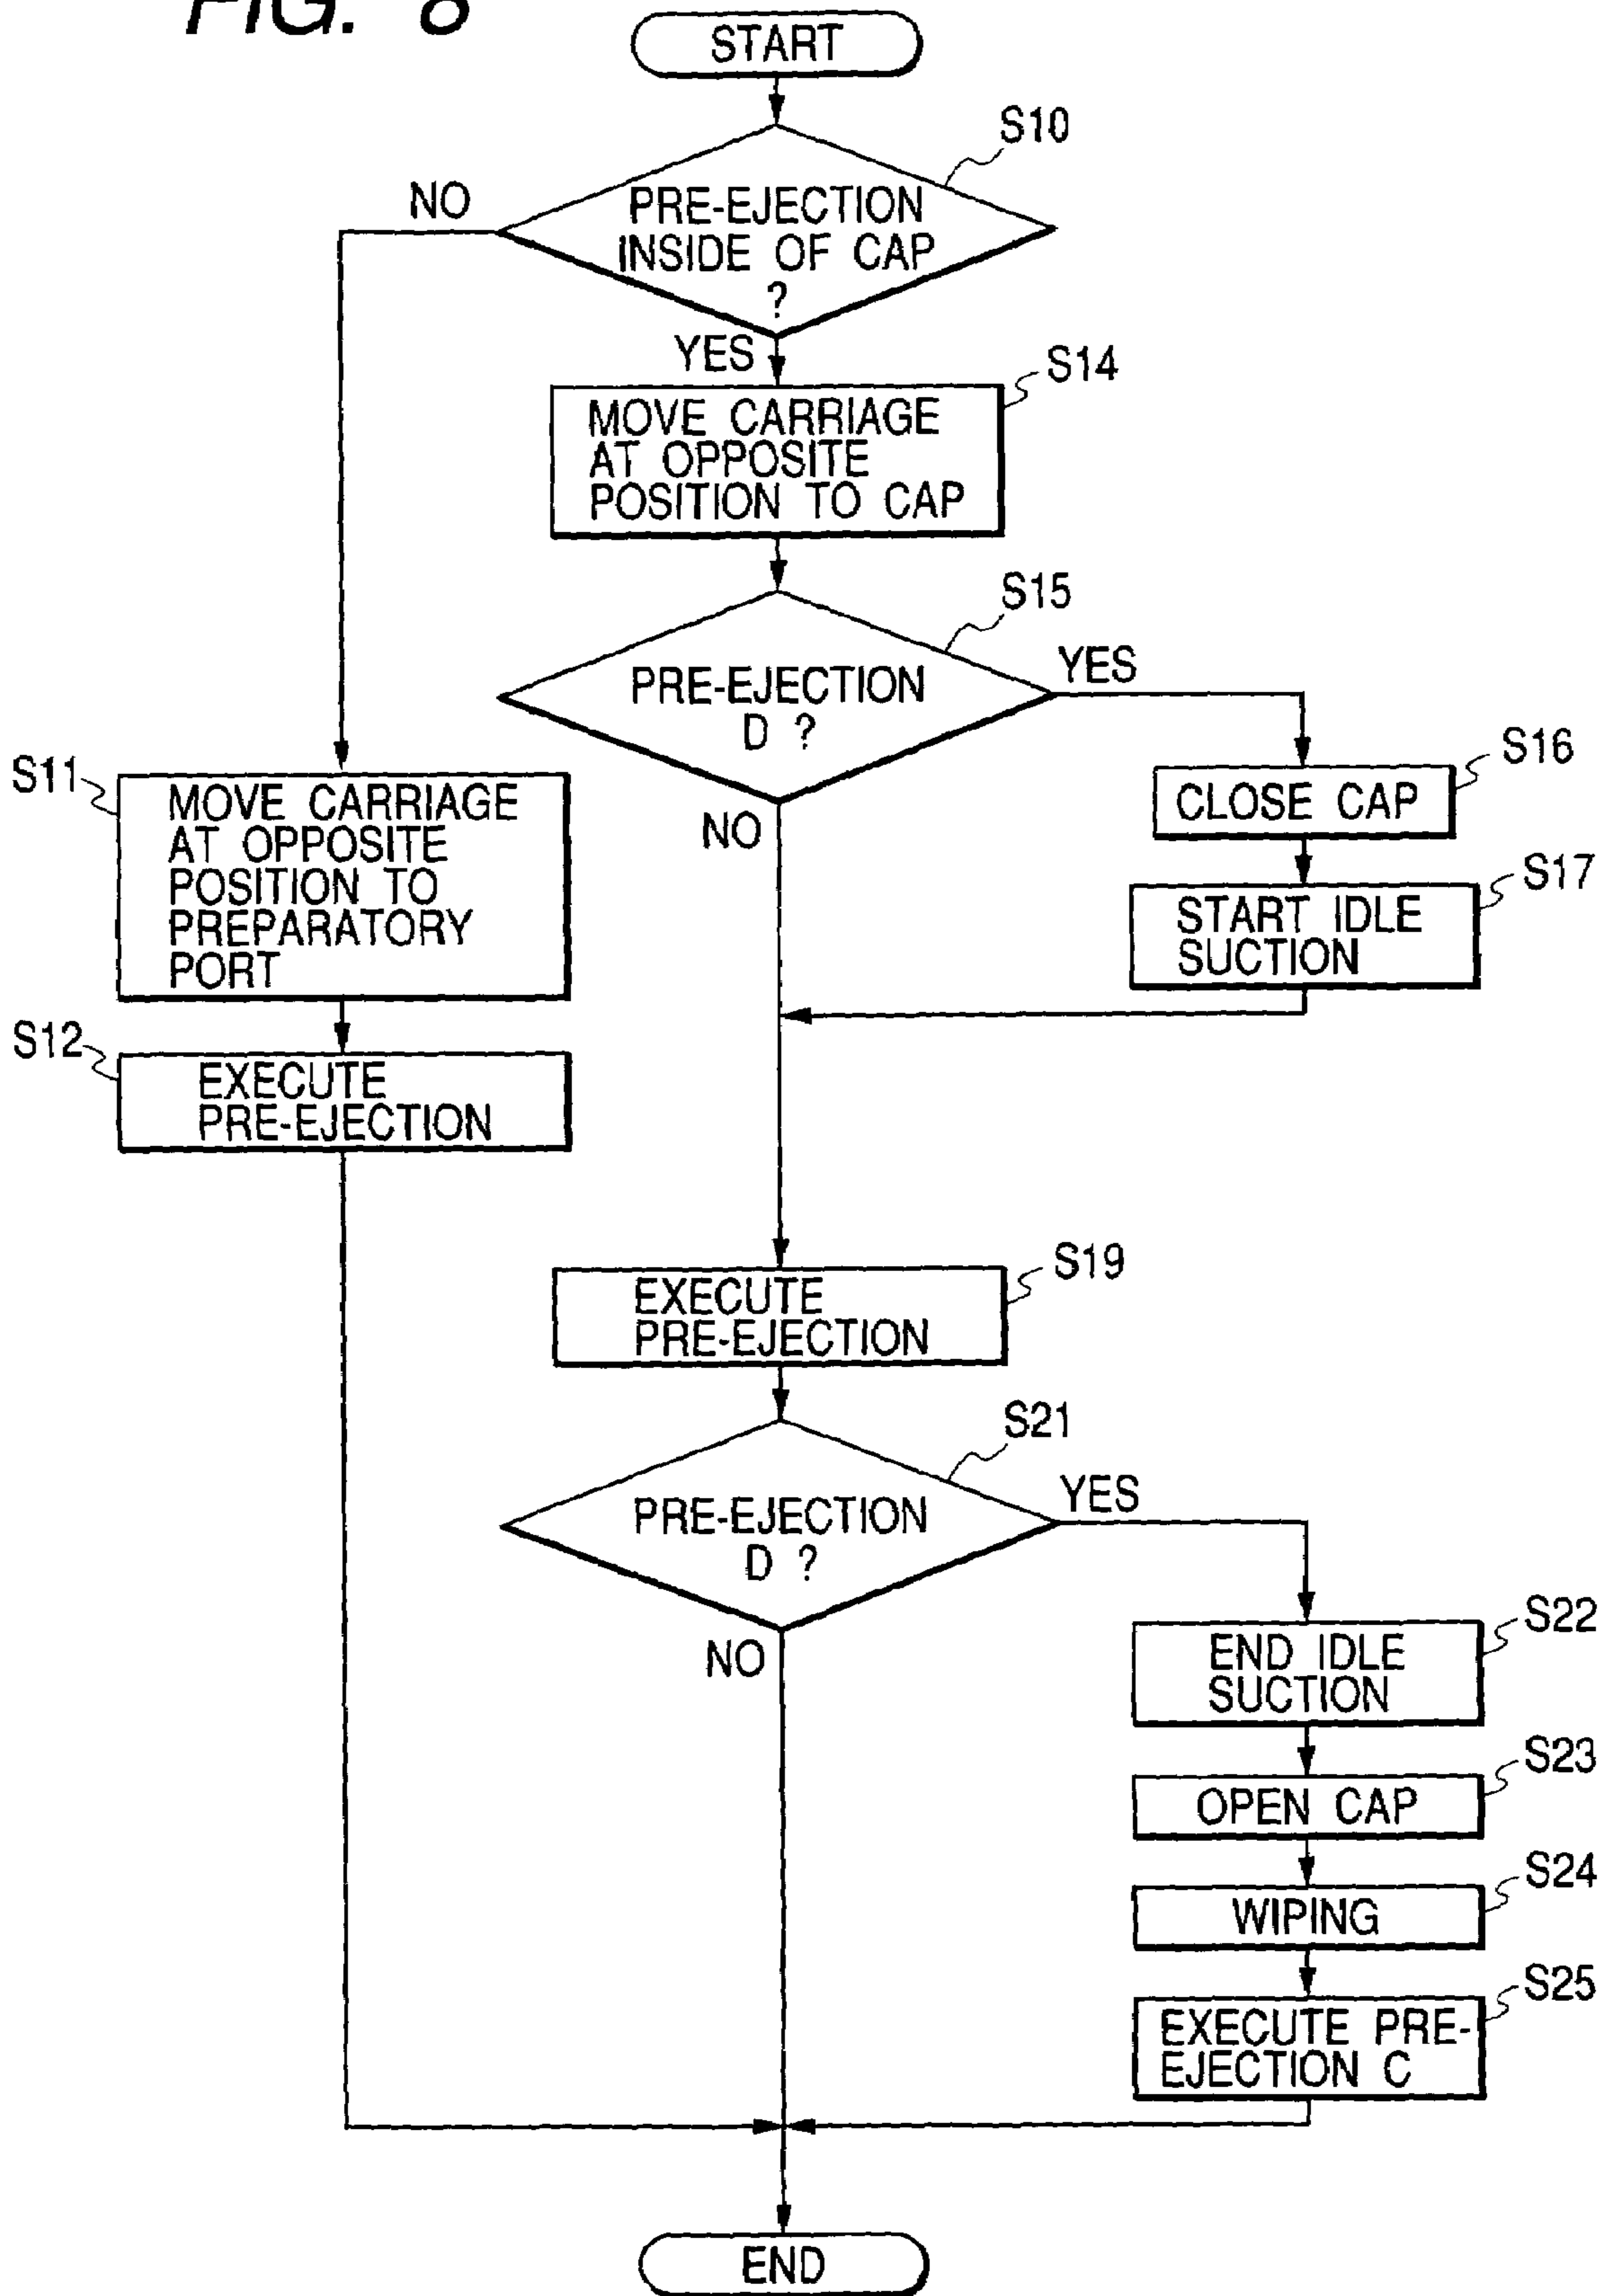 FIG. 8
START
S10
NO
PRE-EJECTION
INSIDE OF CAP
?
YES
S14
MOVE CARRIAGE
AT OPPOSITE
POSITION TO CAP
S15
PRE-EJECTION
D ?
YES
NO
S16
CLOSE CAP
S17
START IDLE
SUCTION
S11
MOVE CARRIAGE
AT OPPOSITE
POSITION TO
PREPARATORY
PORT
S12
EXECUTE
PRE-EJECTION
S19
EXECUTE
PRE-EJECTION
S21
PRE-EJECTION
D ?
YES
NO
S22
END IDLE
SUCTION
S23
OPEN CAP
S24
WIPING
S25
EXECUTE PRE-
EJECTION C
END